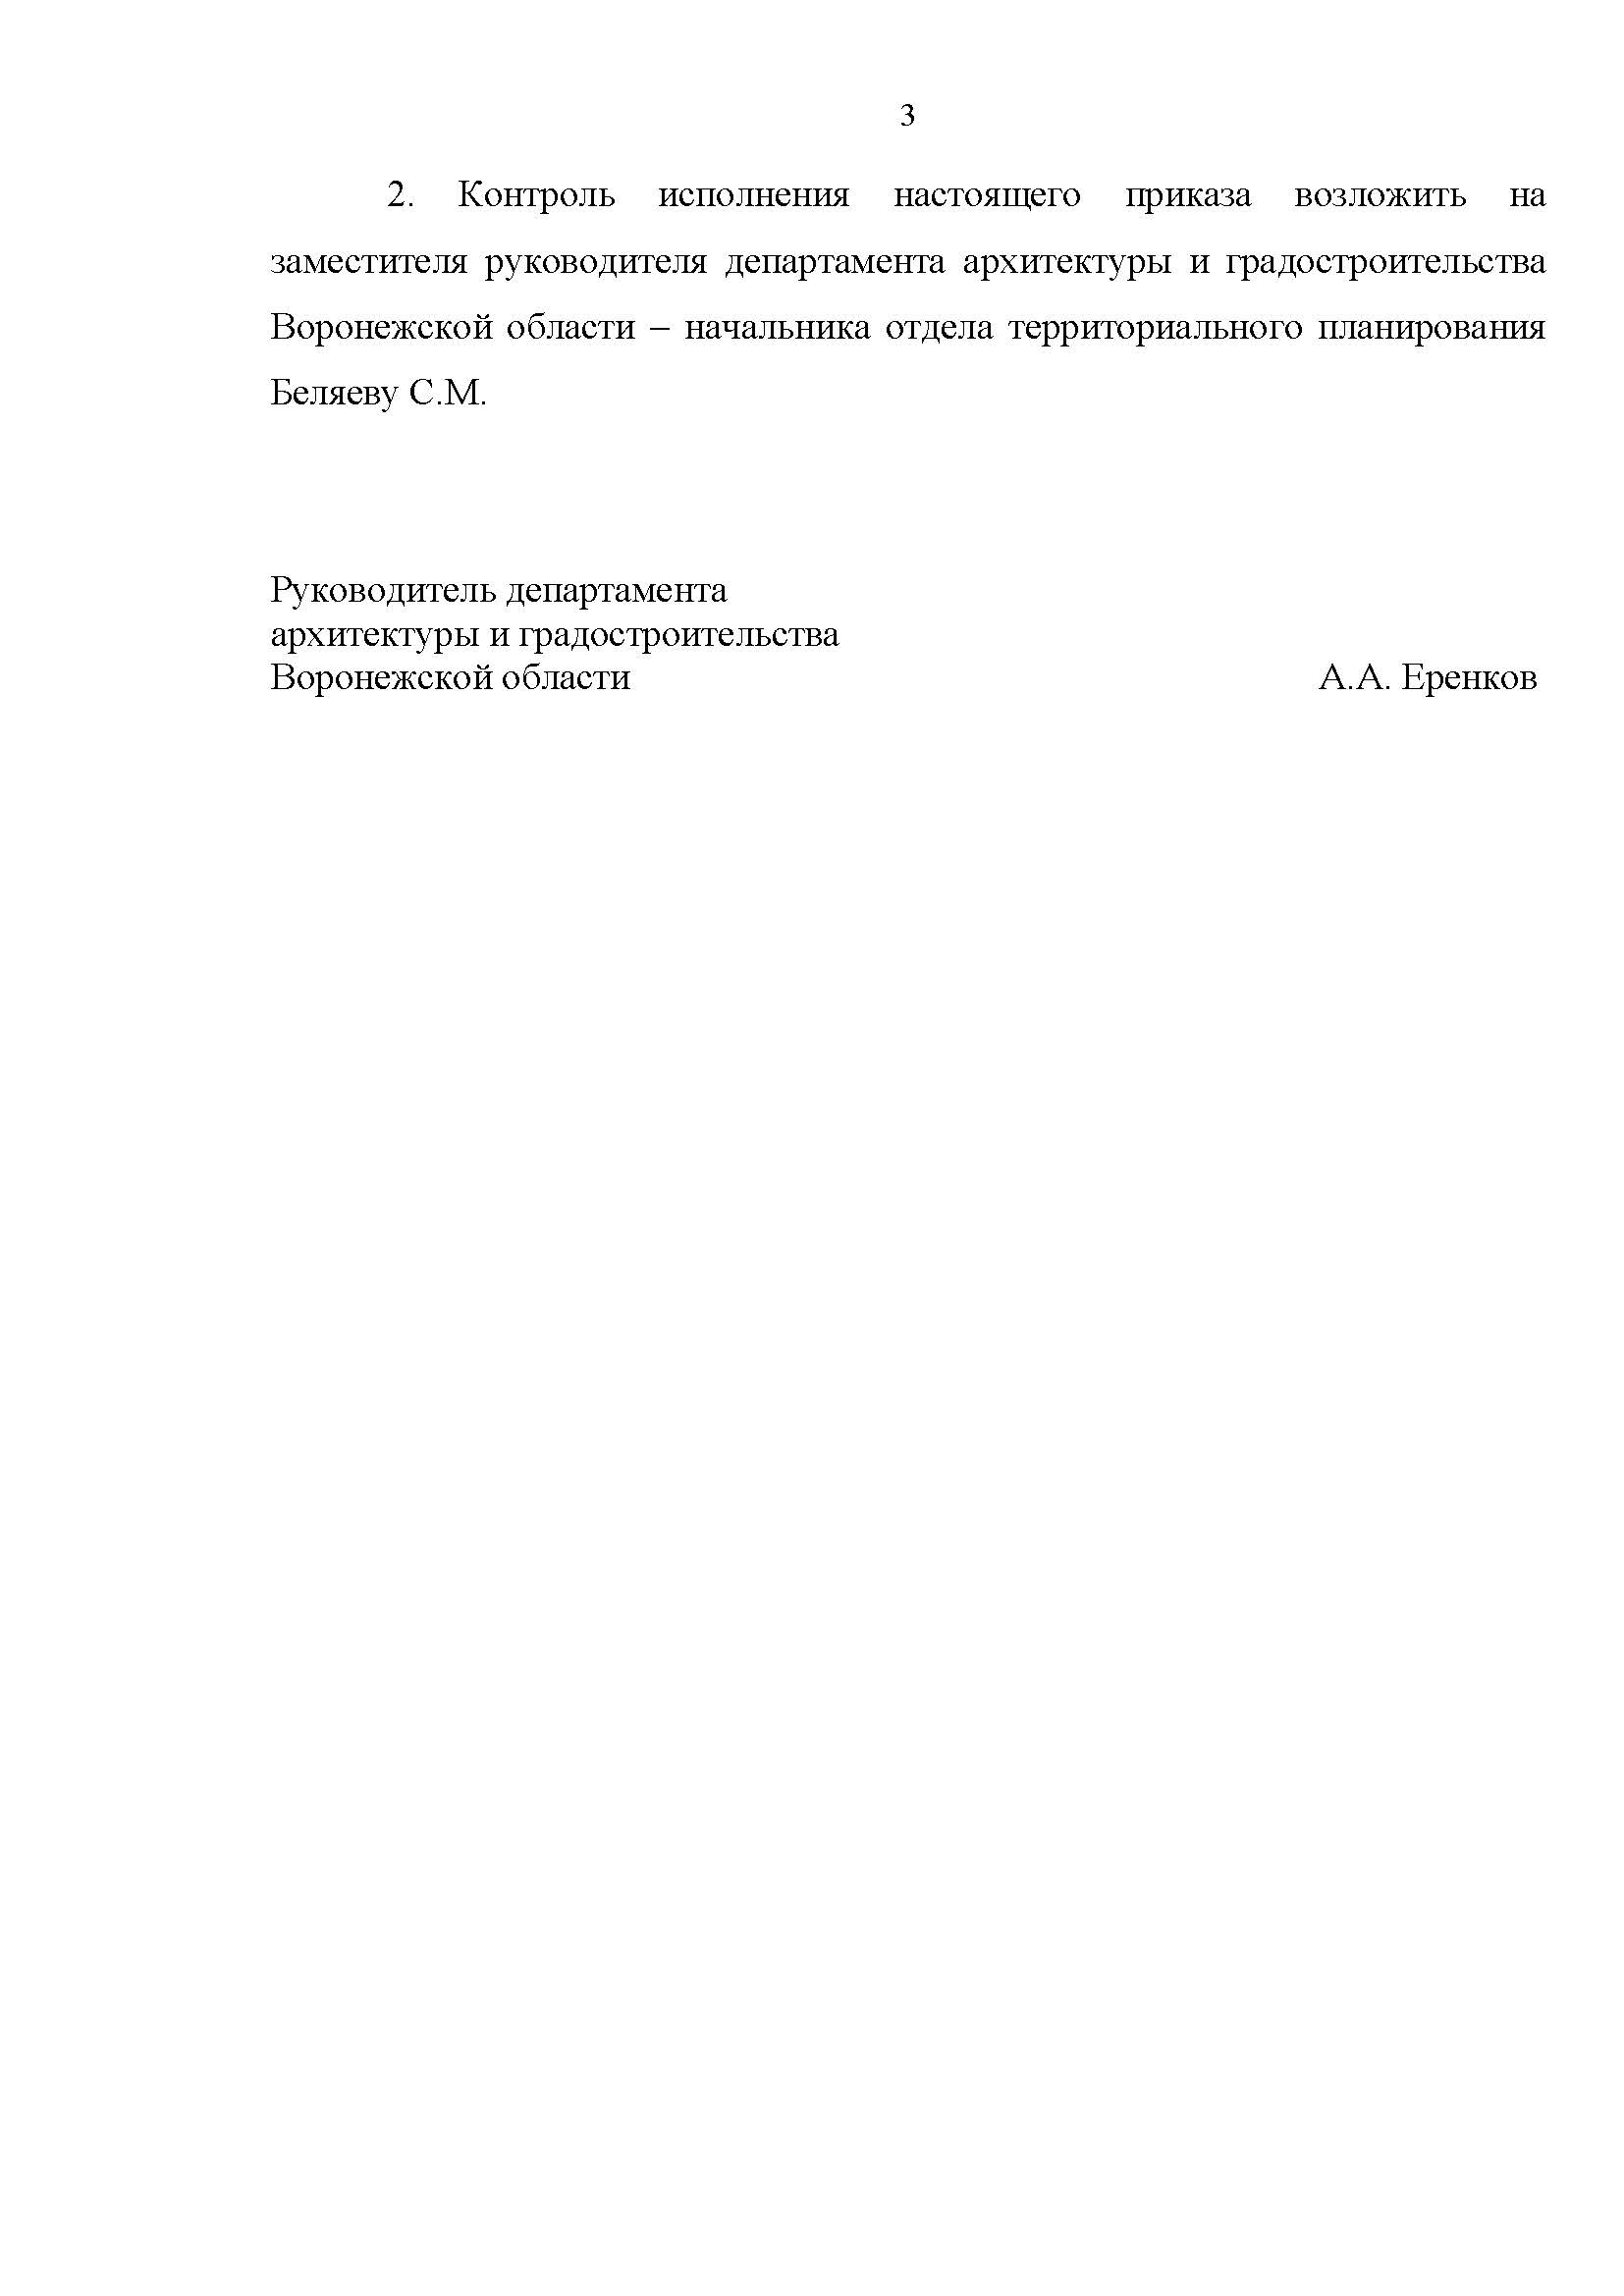 3
2. Контроль исполнения настоящего приказа возложить на
заместителя руководителя департамента архитектуры и градостроительства
Воронежской области – начальника отдела территориального планирования
Беляеву С.М.
Руководитель департамента
архитектуры и градостроительства
Воронежской области А.А. Еренков